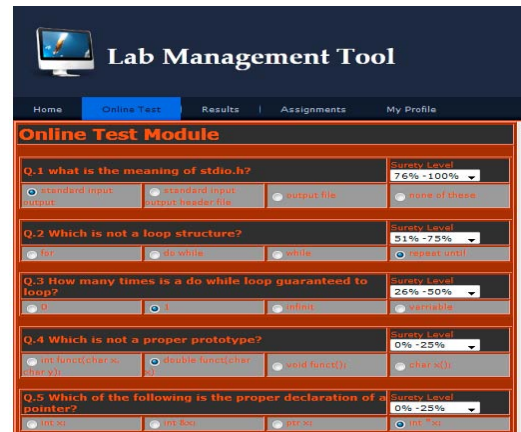 Lab Management Tool
Home Online Test Results Assignments My Profile
Online Test Module
Q.1 what is the meaning of stdio.h? Surety Level
76% -100%
standard input output standard input output header file output file none of these
Q.2 Which is not a loop structure? Surety Level
51% -75%
for do while while repeat until
Q.3 How many times is a do while loop guaranteed to loop? Surety Level
26% -50%
0 1 infinit varriable
Q.4 Which is not a proper prototype? Surety Level
0% -25%
int funct(char x, char y); double funct(char x) void funct(); char x();
Q.5 Which of the following is the proper declaration of a pointer? Surety Level
0% -25%
int x; int &x; ptr x; int *x;